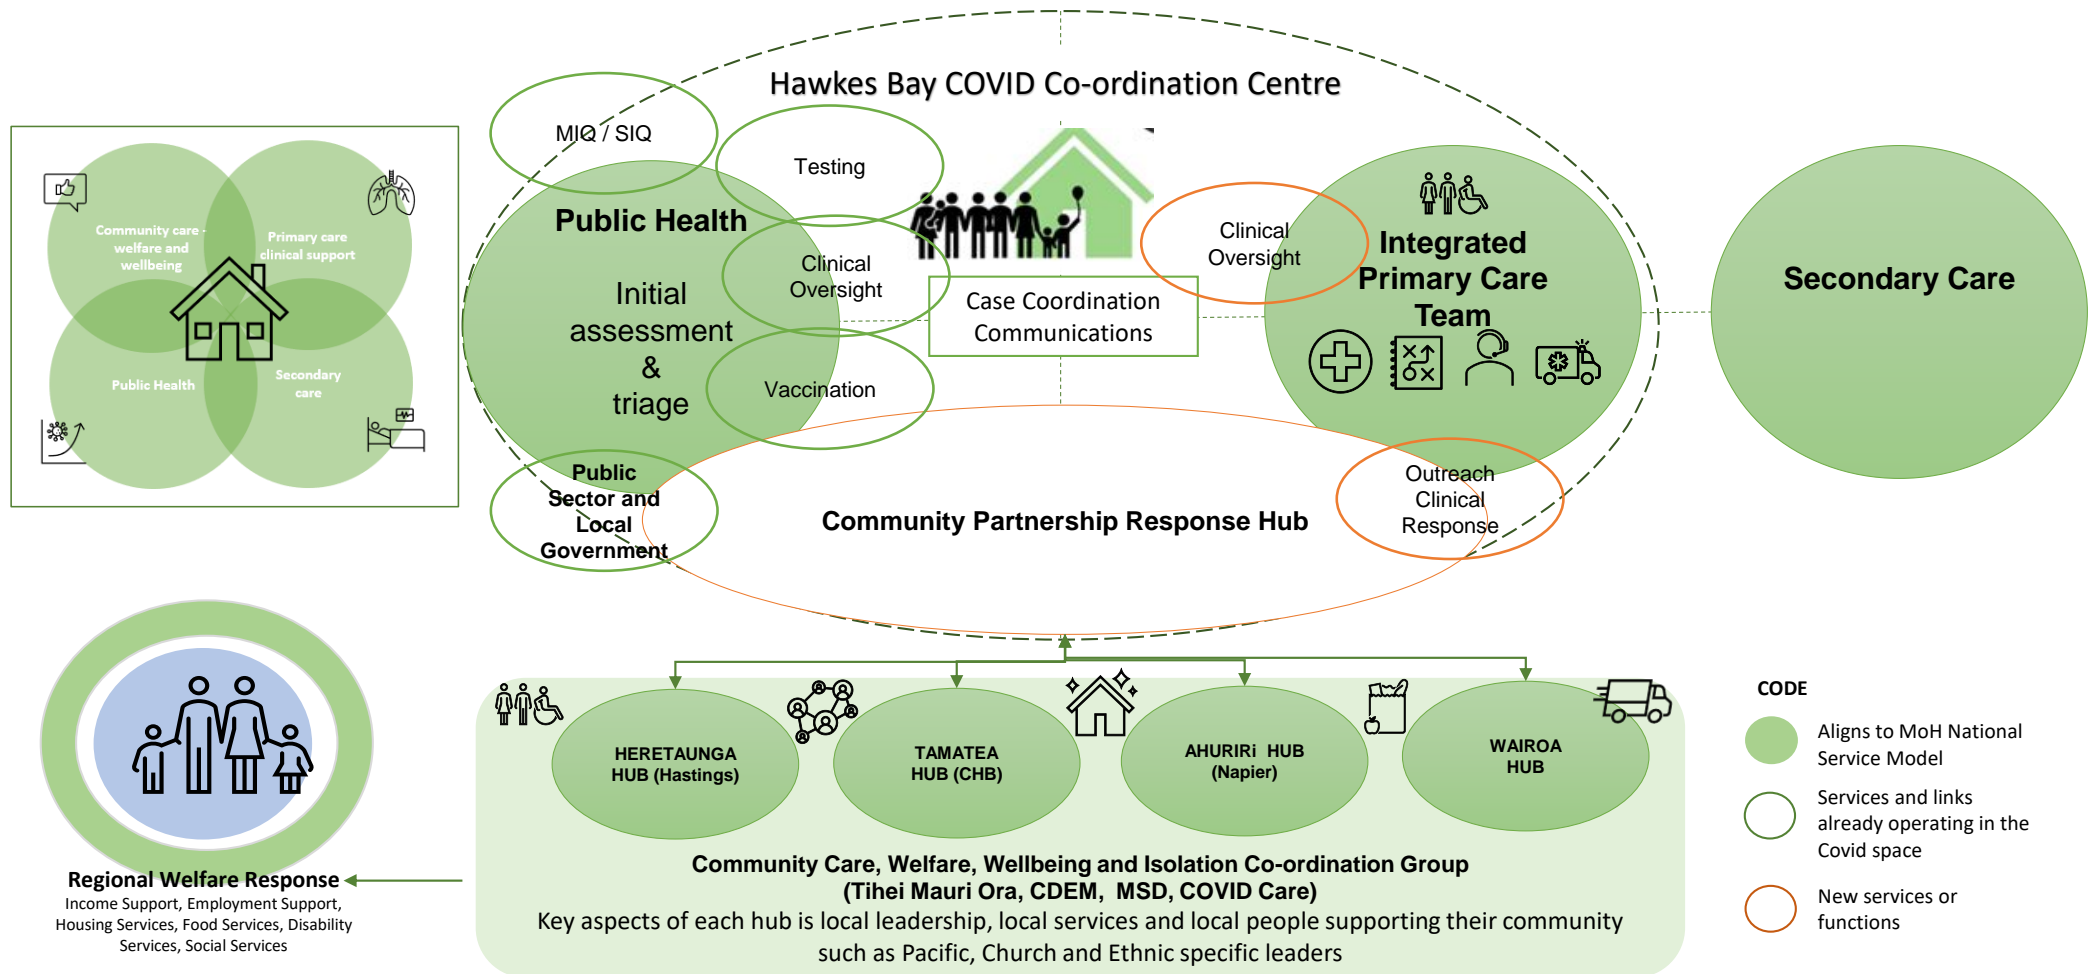 Hawkes Bay COVID Co-ordination Centre
Community care -
welfare and
wellbeing
Primary care
clinical support
Public Health
Secondary
care
MIQ / SIQ
Testing
Public Health
Initial
assessment
&
triage
Clinical
Oversight
Vaccination
Case Coordination
Communications
Clinical
Oversight
Integrated
Primary Care
Team
Secondary Care
Public
Sector and
Local
Government
Community Partnership Response Hub
Outreach
Clinical
Response
HERETAUNGA
HUB (Hastings)
TAMATEA
HUB (CHB)
AHURIRi HUB
(Napier)
WAIROA
HUB
Community Care, Welfare, Wellbeing and Isolation Co-ordination Group
(Tihei Mauri Ora, CDEM, MSD, COVID Care)
Key aspects of each hub is local leadership, local services and local people supporting their community
such as Pacific, Church and Ethnic specific leaders
Regional Welfare Response
Income Support, Employment Support,
Housing Services, Food Services, Disability
Services, Social Services
CODE
Aligns to MoH National
Service Model
Services and links
already operating in the
Covid space
New services or
functions